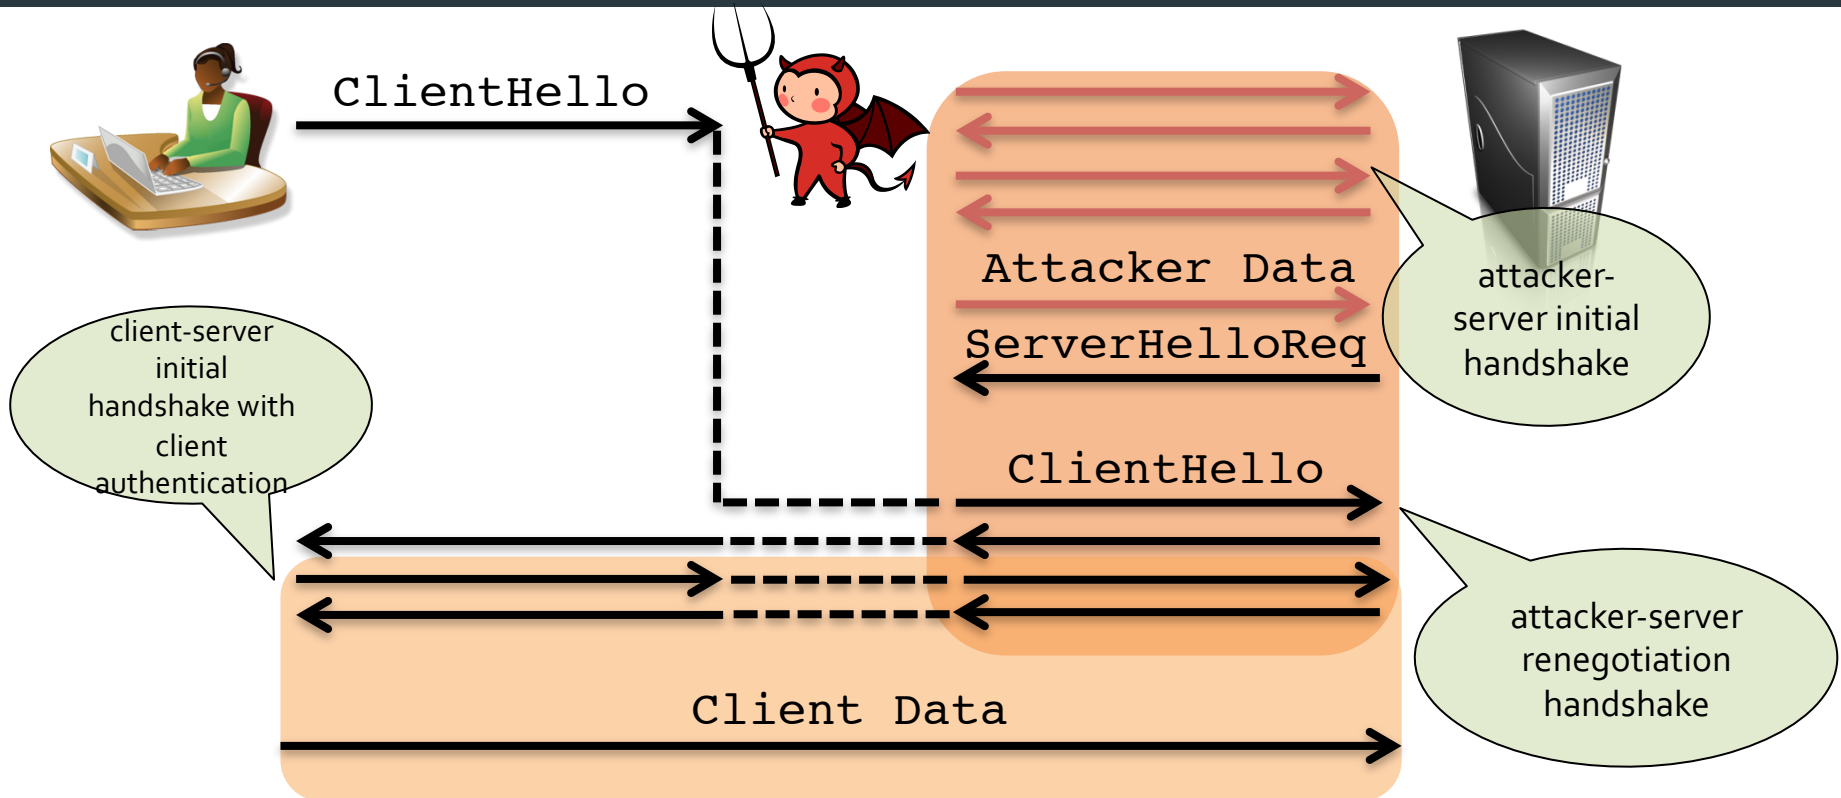 ClientHello
Attacker Data
attacker-
server initial
handshake
ServerHelloReq
client-server
initial
handshake with
client
authentication
ClientHello
attacker-server
renegotiation
handshake
Client Data